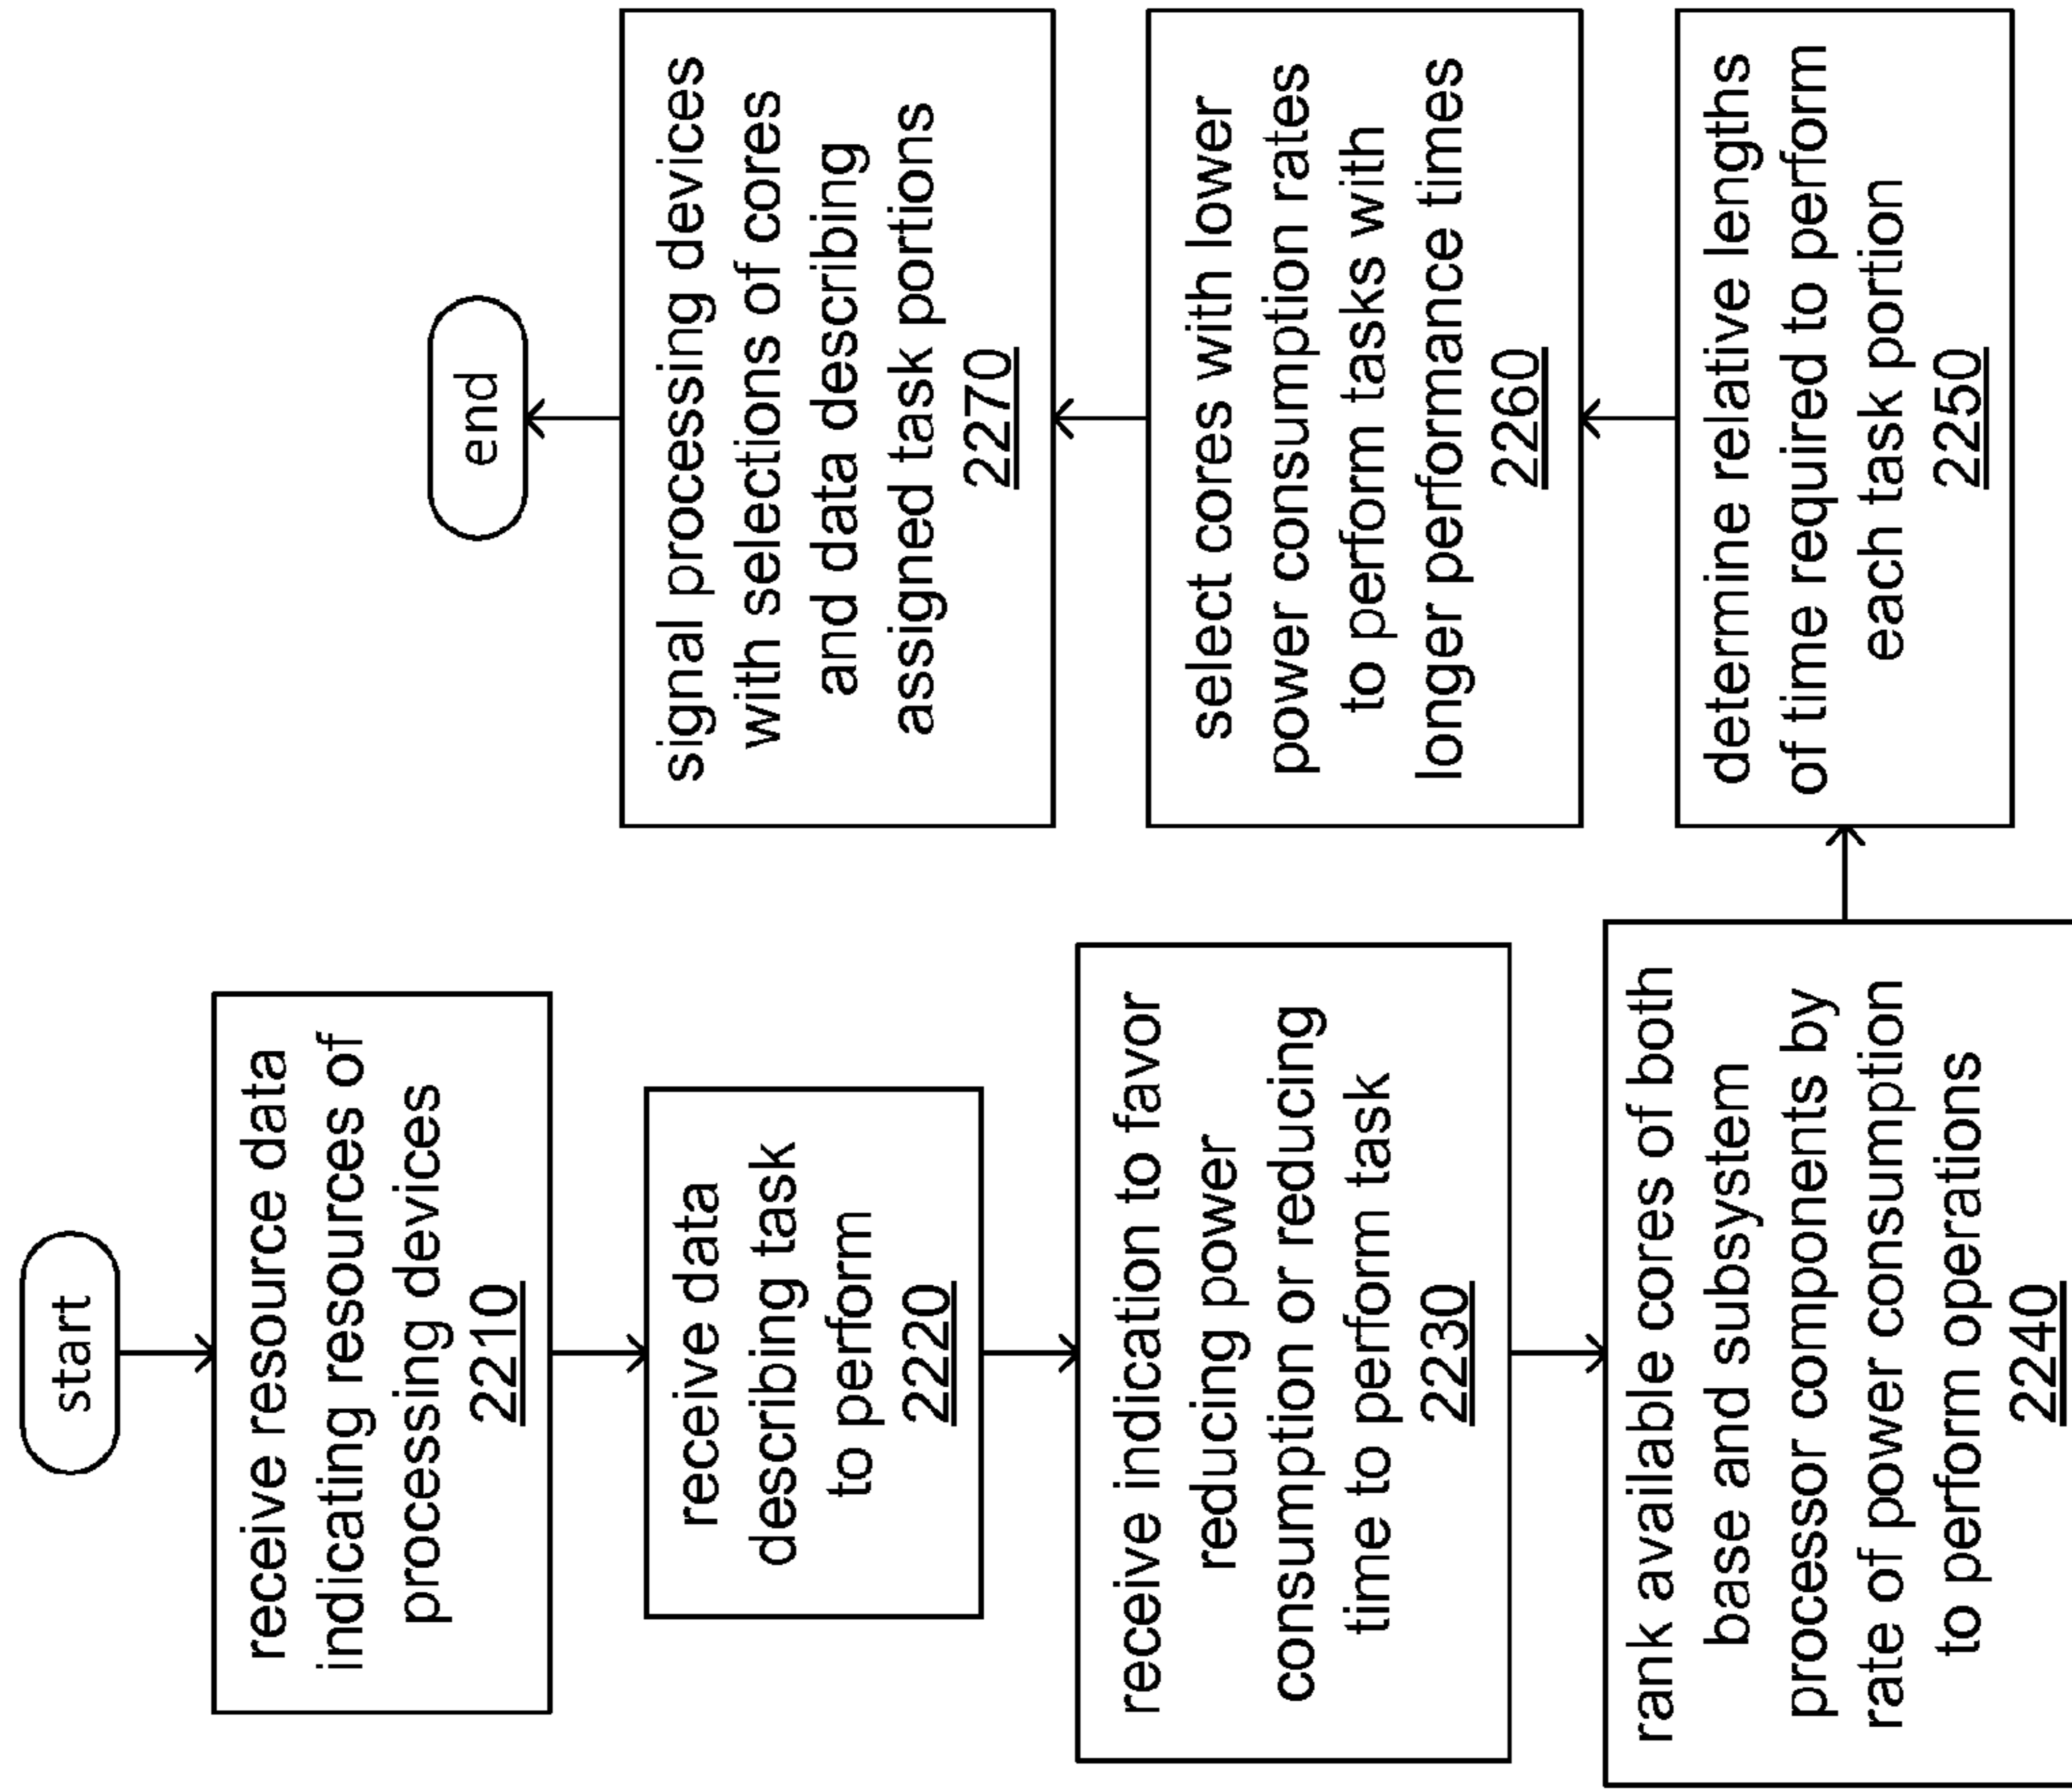 start
receive resource data
indicating resources of
processing devices
2210
receive data
describing task
to perform
2220
receive indication to favor
reducing power
consumption or reducing
time to perform task
2230
rank available cores of both
base and subsystem
processor components by
rate of power consumption
to perform operations
2240
determine relative lengths
of time required to perform
each task portion
2250
select cores with lower
power consumption rates
to perform tasks with
longer performance times
2260
signal processing devices
with selections of cores
and data describing
assigned task portions
2270
end